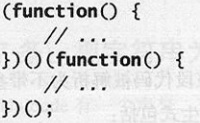 (function() {
    // ...
})()(function() {
    // ...
})();